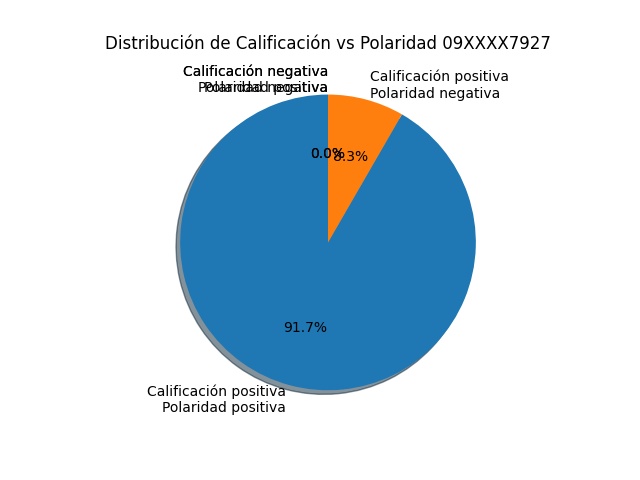 Distribución de Calificación vs Polaridad 09XXXX7927
Calificación negativa
Calificación positiva
Polaridad negativa
0.0%
8.3%
91.7%
Calificación positiva
Polaridad positiva